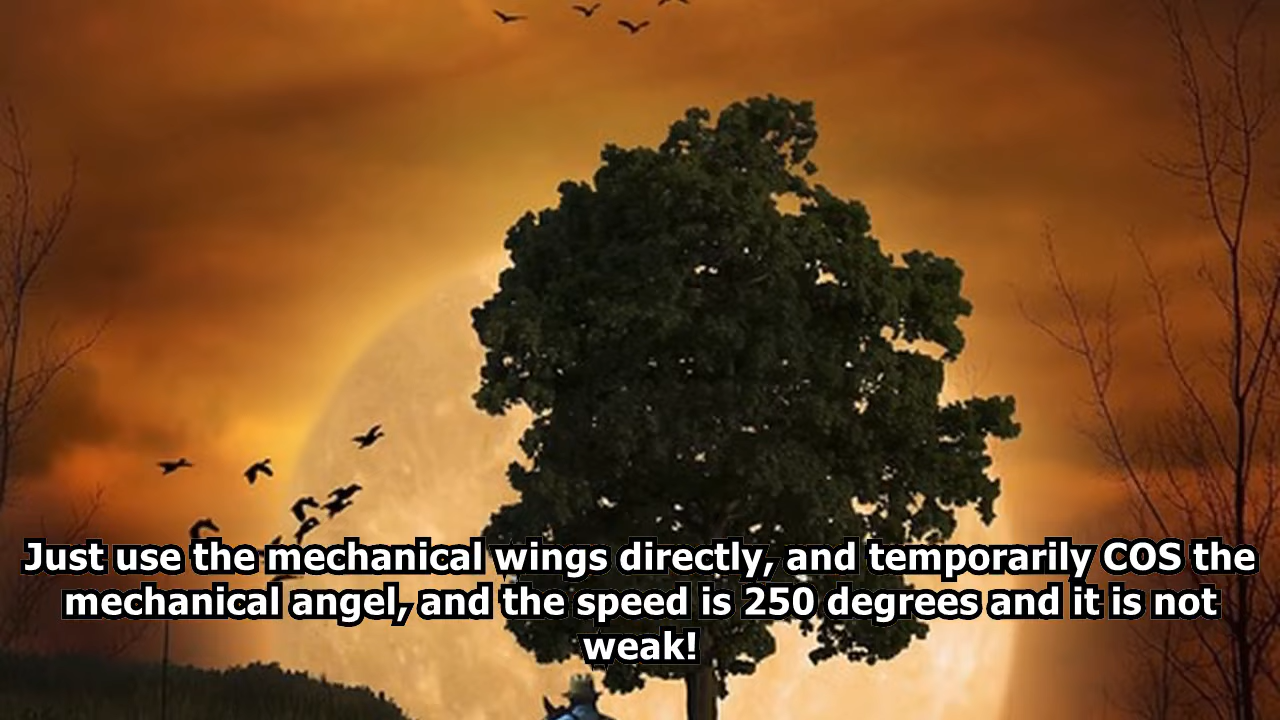 Just use the mechanical wings directly, and temporarily COS the
mechanical angel, and the speed is 250 degrees and it is not
weak!